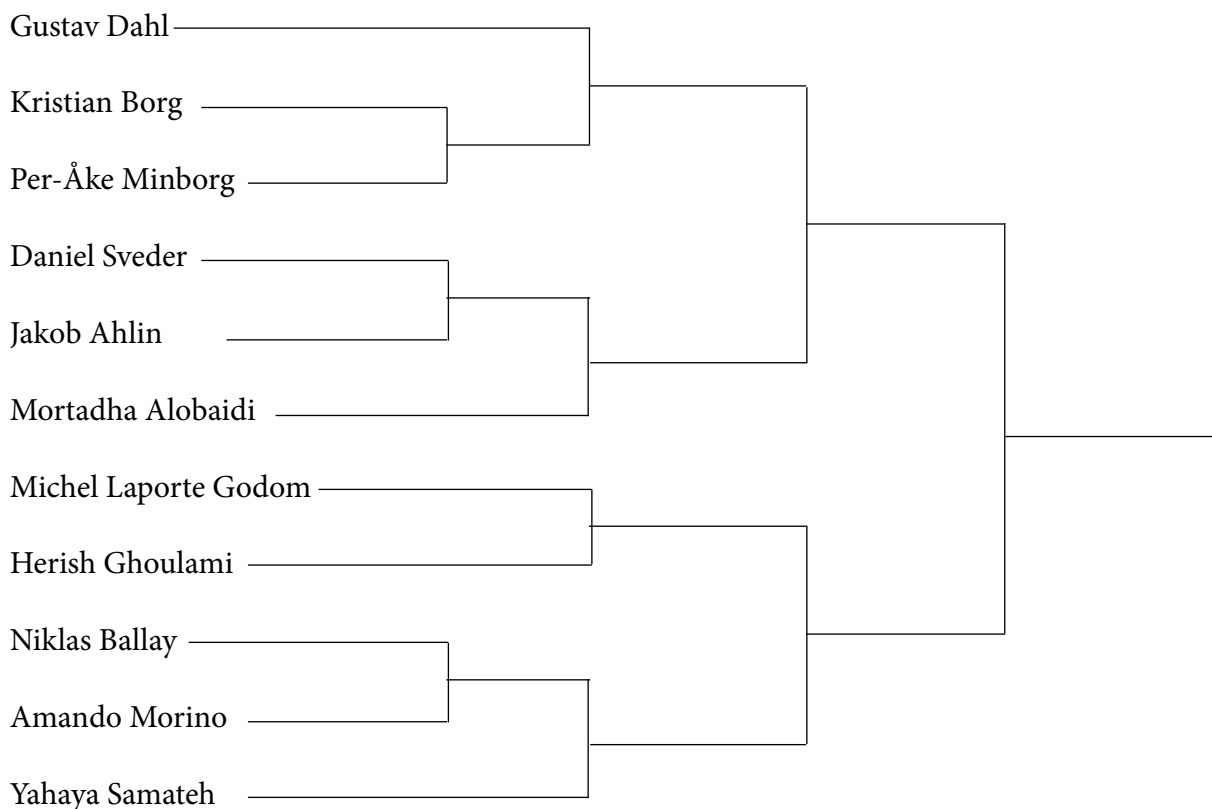 Gustav Dahl
Kristian Borg
Per-Åke Minborg
Daniel Sveder
Jakob Ahlin
Mortadha Alobaidi
Michel Laporte Godom
Herish Ghoulami
Niklas Ballay
Amando Morino
Yahaya Samateh